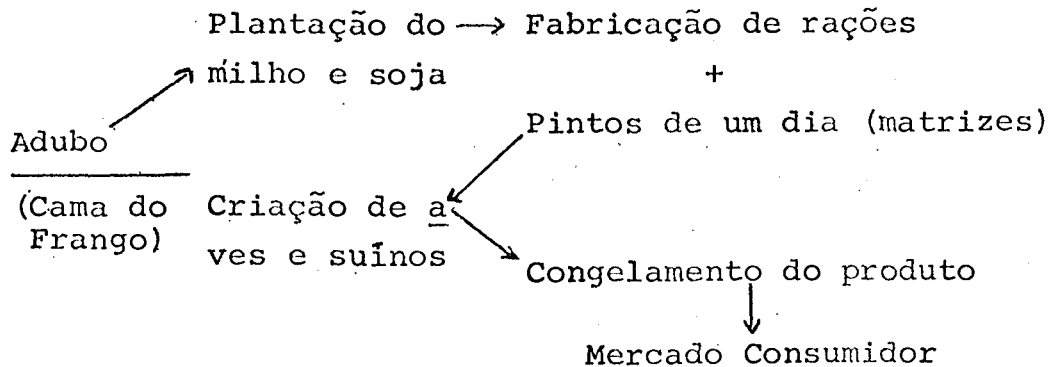 Plantação do → Fabricação de rações
milho e soja +
Adubo
Pintos de um dia (matrizes)
(Cama do
Frango)
Criação de a
ves e suínos
Congelamento do produto
Mercado Consumidor